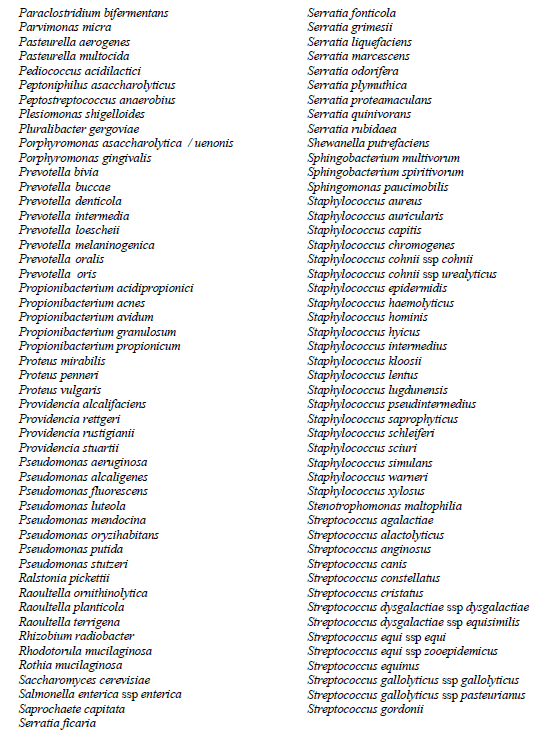 Paraclostridium bifermentans
Parvimonas micra
Pasteurella aerogenes
Pasteurella multocida
Pediococcus acidilactici
Peptoniphilus asaccharolyticus
Peptostreptococcus anaerobius
Plesiomonas shigelloides
Pluralibacter gergoviae
Porphyromonas asaccharolytica / uenonis
Porphyromonas gingivalis
Prevotella bivia
Prevotella buccae
Prevotella denticola
Prevotella intermedia
Prevotella loescheii
Prevotella melaninogenica
Prevotella oralis
Prevotella oris
Propionibacterium acidipropionici
Propionibacterium acnes
Propionibacterium avidum
Propionibacterium granulosum
Propionibacterium propionicum
Proteus mirabilis
Proteus penneri
Proteus vulgaris
Providencia alcalifaciens
Providencia rettgeri
Providencia rustigianii
Providencia stuartii
Pseudomonas aeruginosa
Pseudomonas alcaligenes
Pseudomonas fluorescens
Pseudomonas luteola
Pseudomonas mendocina
Pseudomonas oryzihabitans
Pseudomonas putida
Pseudomonas stutzeri
Ralstonia pickettii
Raoultella ornithinolytica
Raoultella planticola
Raoultella terrigena
Rhizobium radiobacter
Rhodotorula mucilaginosa
Rothia mucilaginosa
Saccharomyces cerevisiae
Salmonella enterica ssp enterica
Saprochaete capitata
Serratia ficaria
Serratia fonticola
Serratia grimesii
Serratia liquefaciens
Serratia marcescens
Serratia odorifera
Serratia plymuthica
Serratia proteamaculans
Serratia quinivorans
Serratia rubidaea
Shewanella putrefaciens
Sphingobacterium multivorum
Sphingobacterium spiritivorum
Sphingomonas paucimobilis
Staphylococcus aureus
Staphylococcus auricularis
Staphylococcus capitis
Staphylococcus chromogenes
Staphylococcus cohnii ssp cohnii
Staphylococcus cohnii ssp urealyticus
Staphylococcus epidermidis
Staphylococcus haemolyticus
Staphylococcus hominis
Staphylococcus hyicus
Staphylococcus intermedius
Staphylococcus kloosii
Staphylococcus lentus
Staphylococcus lugdunensis
Staphylococcus pseudintermedius
Staphylococcus saprophyticus
Staphylococcus schleiferi
Staphylococcus sciuri
Staphylococcus simulans
Staphylococcus warneri
Staphylococcus xylosus
Stenotrophomonas maltophilia
Streptococcus agalactiae
Streptococcus alactolyticus
Streptococcus anginosus
Streptococcus canis
Streptococcus constellatus
Streptococcus cristatus
Streptococcus dysgalactiae ssp dysgalactiae
Streptococcus dysgalactiae ssp equisimilis
Streptococcus equi ssp equi
Streptococcus equi ssp zooepidemicus
Streptococcus equinus
Streptococcus gallolyticus ssp gallolyticus
Streptococcus gallolyticus ssp pasteurianus
Streptococcus gordonii